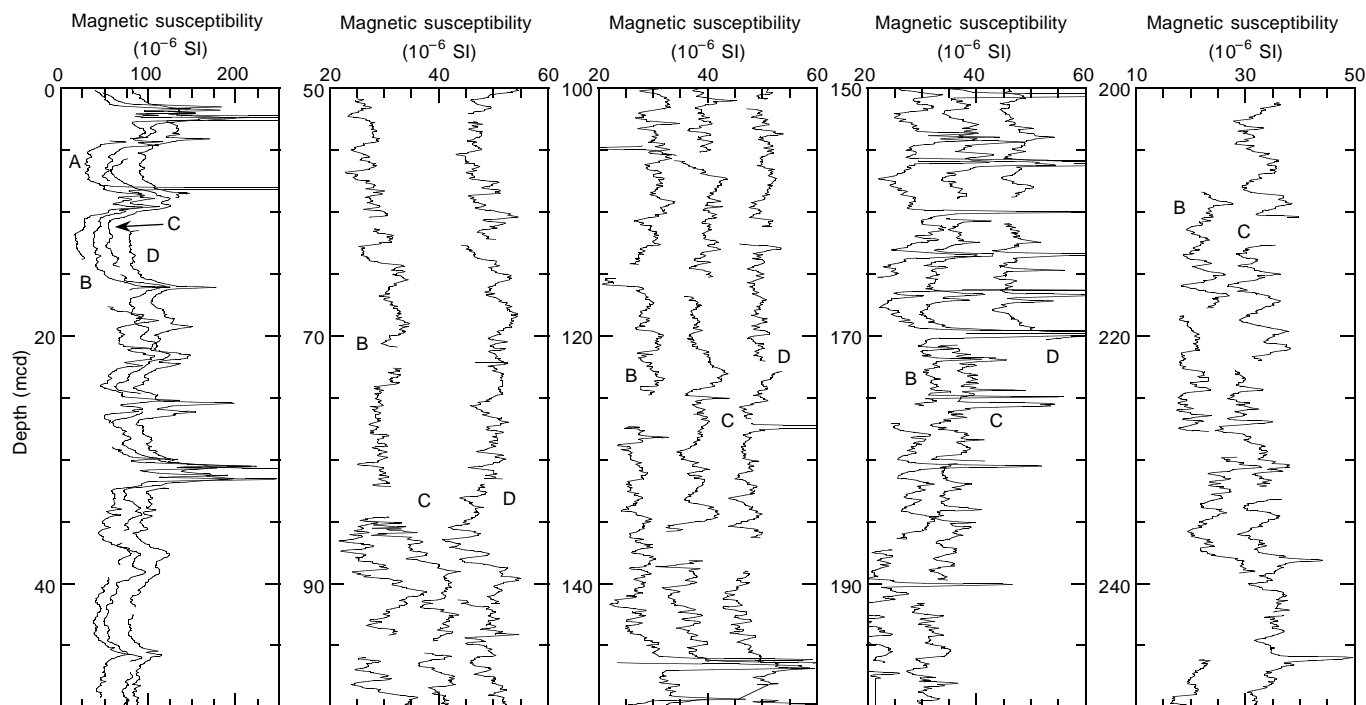 Magnetic susceptibility Magnetic susceptibility Magnetic susceptibility Magnetic susceptibility Magnetic susceptibility
(10⁻⁶ SI) (10⁻⁶ SI) (10⁻⁶ SI) (10⁻⁶ SI) (10⁻⁶ SI)
0 100 200 20 40 60 20 40 60 20 40 60 10 30 50
0 50 100 150 200
A
B
C
C
D
B
20 70 B 120 D 170 D 220
B B
C C
Depth (mcd)
C D
40 90 140 190 240